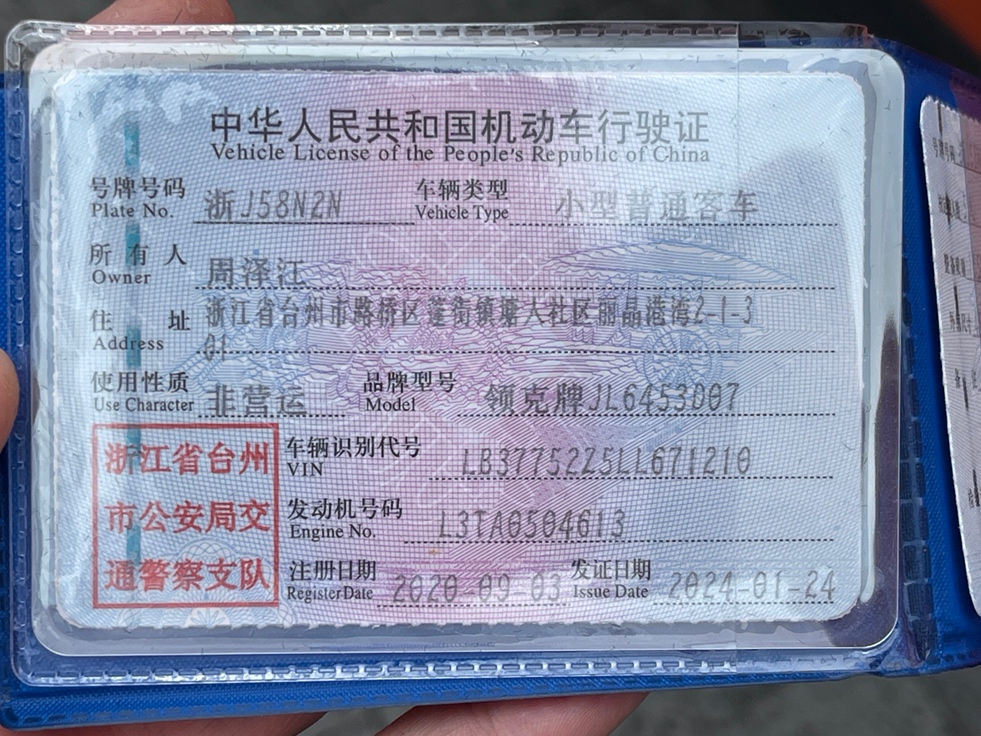 中华人民共和国机动车行驶证
Vehicle License of the People's Republic of China
号牌号码 浙J58N2N 车辆类型 小型普通客车
Plate No. Vehicle Type
所有人 周泽江
Owner
住址 浙江省台州市路桥区蓬街镇塘人社区丽晶港湾2-1-3
Address 01
使用性质 非营运 品牌型号 领克牌JL6453D07
Use Character Model
浙江省台州 车辆识别代号 LB37752Z5LL671210
VIN
市公安局交 发动机号码 L3TA0504613
Engine No.
通警察支队 注册日期 2020-09-03 发证日期 2024-01-24
Register Date Issue Date